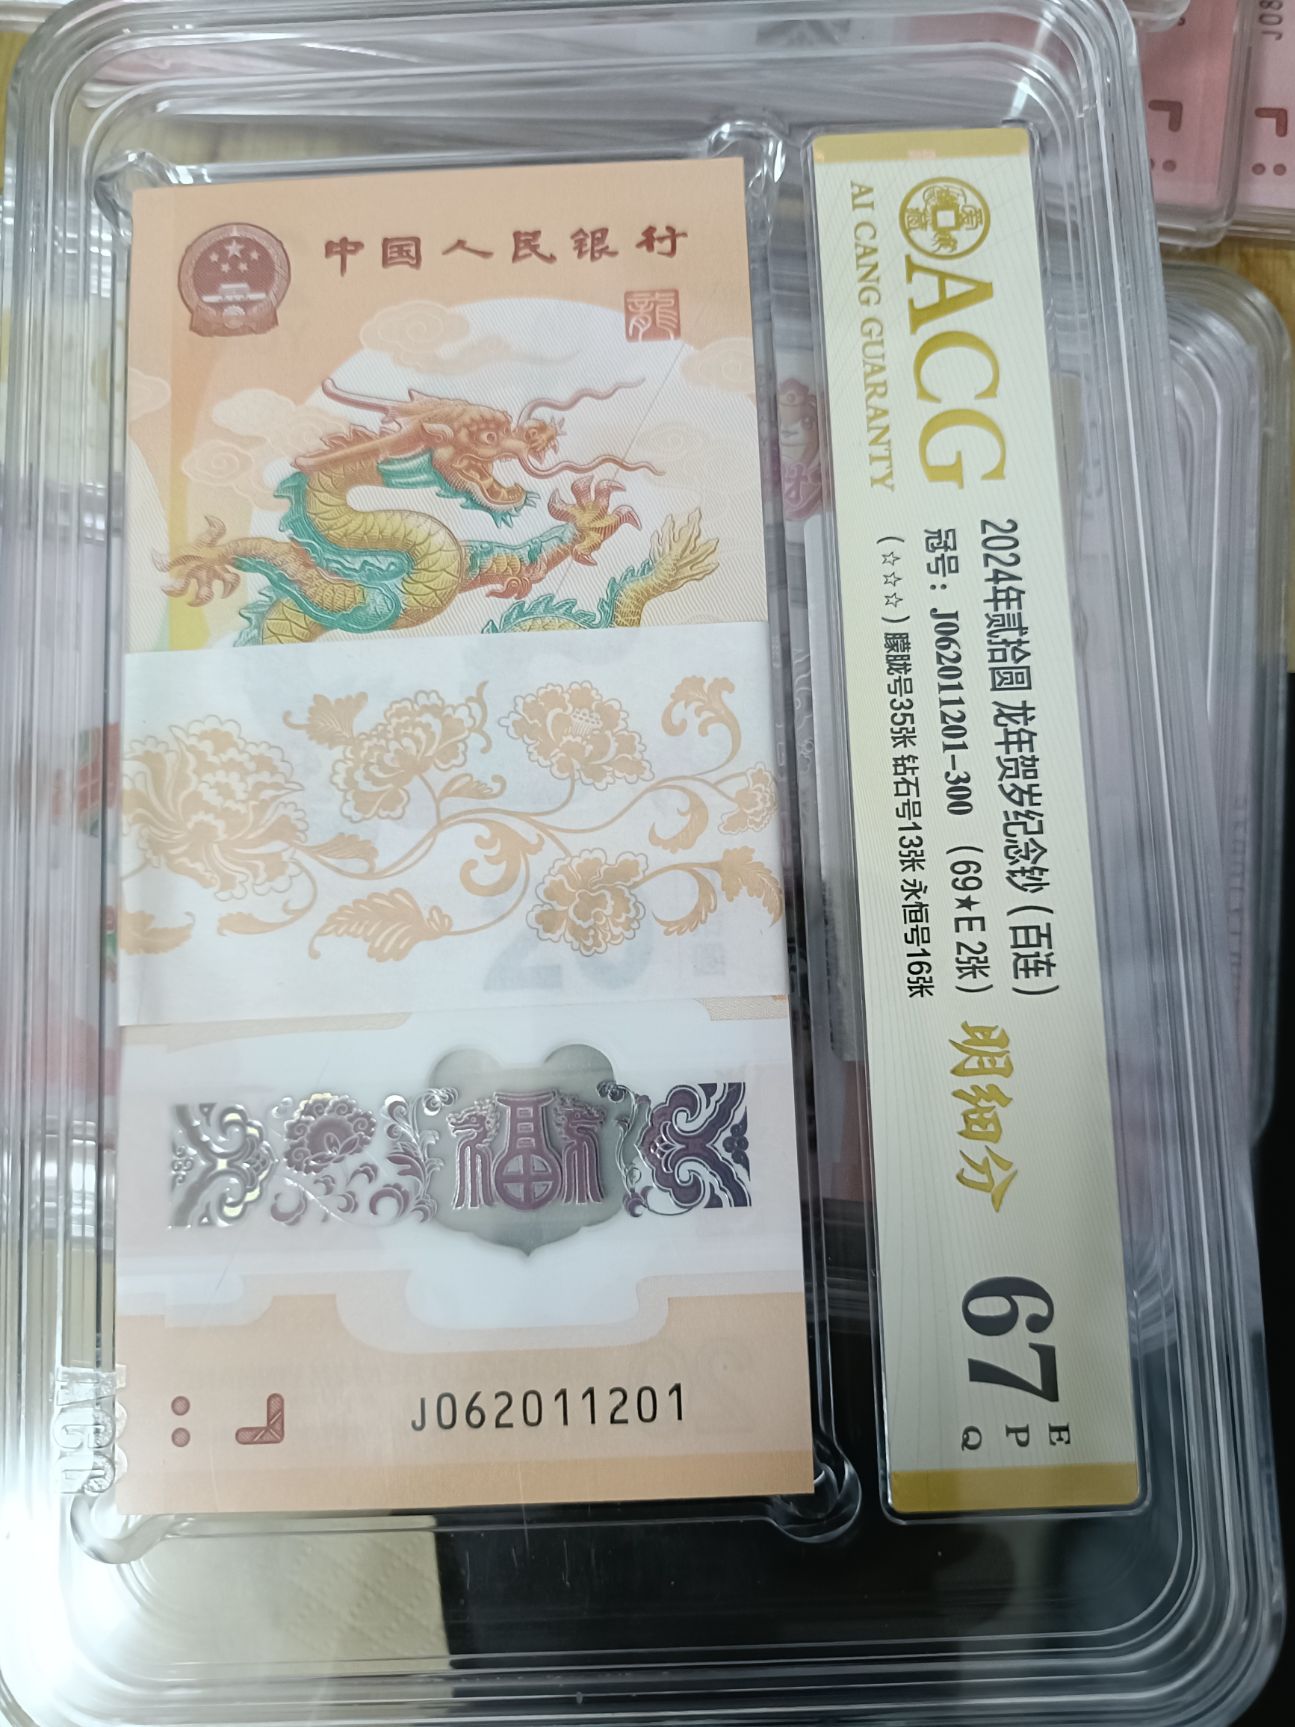 中国人民银行
龍
J062011201
ACG
AI CANG GUARANTY
2024年贰拾圆 龙年贺岁纪念钞（百连）
冠号：J062011201-300 （69★E 2张）
（☆☆☆）朦胧号35张 钻石号13张 永恒号16张
明细分
67
E
P
Q
福
20
ACG